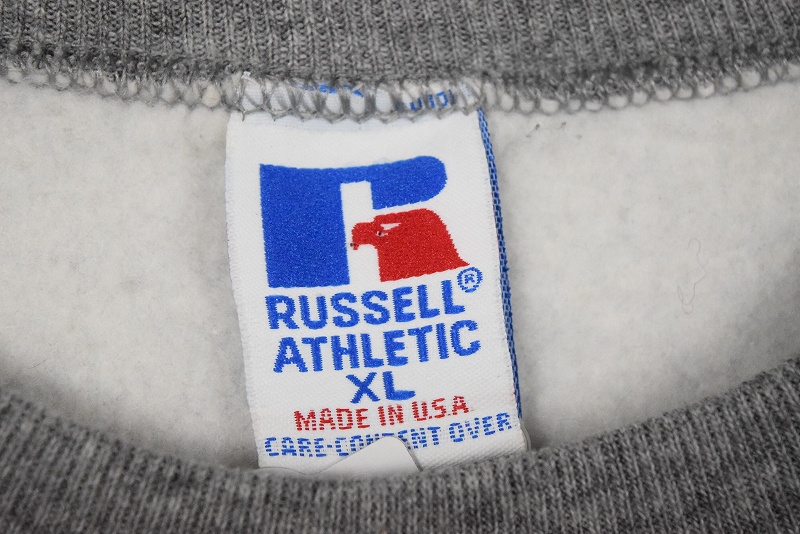 RUSSELL®
ATHLETIC
XL
MADE IN U.S.A.
CARE-CONTENT OVER